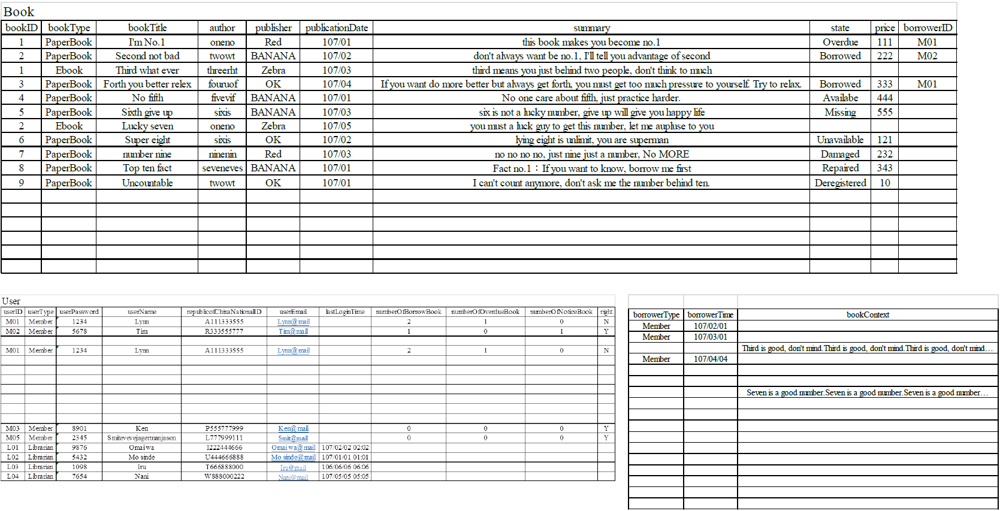 Book
bookID bookType bookTitle author publisher publicationDate summary state price borrowerID
1 PaperBook I'm No.1 oneno Red 107/01 this book makes you become no.1 Overdue 111 M01
2 PaperBook Second not bad twowt BANANA 107/02 don't always want be no.1, I'll tell you advantage of second Borrowed 222 M02
1 Ebook Third what ever threerht Zebra 107/03 third means you just behind two people, don't think to much
3 PaperBook Forth you better relex fouruof OK 107/04 If you want do more better but always get forth, you must get too much pressure to yourself. Try to relax. Borrowed 333 M01
4 PaperBook No fifth fivevif BANANA 107/01 No one care about fifth, just practice harder. Availabe 444
5 PaperBook Sixth give up sixis BANANA 107/03 six is not a lucky number, give up will give you happy life Missing 555
2 Ebook Lucky seven oneno Zebra 107/05 you must a luck guy to get this number, let me aupluse to you
6 PaperBook Super eight sixis OK 107/02 lying eight is unlimit, you are superman Unavailable 121
7 PaperBook number nine ninenin Red 107/03 no no no no, just nine just a number, No MORE Damaged 232
8 PaperBook Top ten fact seveneves BANANA 107/01 Fact no.1：If you want to know, borrow me first Repaired 343
9 PaperBook Uncountable twowt OK 107/01 I can't count anymore, don't ask me the number behind ten. Deregistered 10
User
userID userType userPassword userName republicofChinaNationalID userEmail lastLoginTime numberOfBorrowBook numberOfOverdueBook numberOfNoticeBook right
M01 Member 1234 Lynn A111333555 Lynn@mail 2 1 0 N
M02 Member 5678 Tim R333555777 Tim@mail 1 0 1 Y
M01 Member 1234 Lynn A111333555 Lynn@mail 2 1 0 N
M03 Member 8901 Ken P555777999 Ken@mail 0 0 0 Y
M05 Member 2345 Smitevevejagermanjason L777999111 Smit@mail 0 0 0 Y
L01 Librarian 9876 Omai wa I222444666 Omai wa@mail 107/02/02 02:02
L02 Librarian 5432 Mo sinde U444666888 Mo sinde@mail 107/01/01 01:01
L03 Librarian 1098 Iru T666888000 Iru@mail 106/06/06 06:06
L04 Librarian 7654 Nani W888000222 Nani@mail 107/05/05 05:05
borrowerType borrowerTime bookContext
Member 107/02/01
Member 107/03/01
Third is good, don't mind.Third is good, don't mind.Third is good, don't mind…
Member 107/04/04
Seven is a good number.Seven is a good number.Seven is a good number…